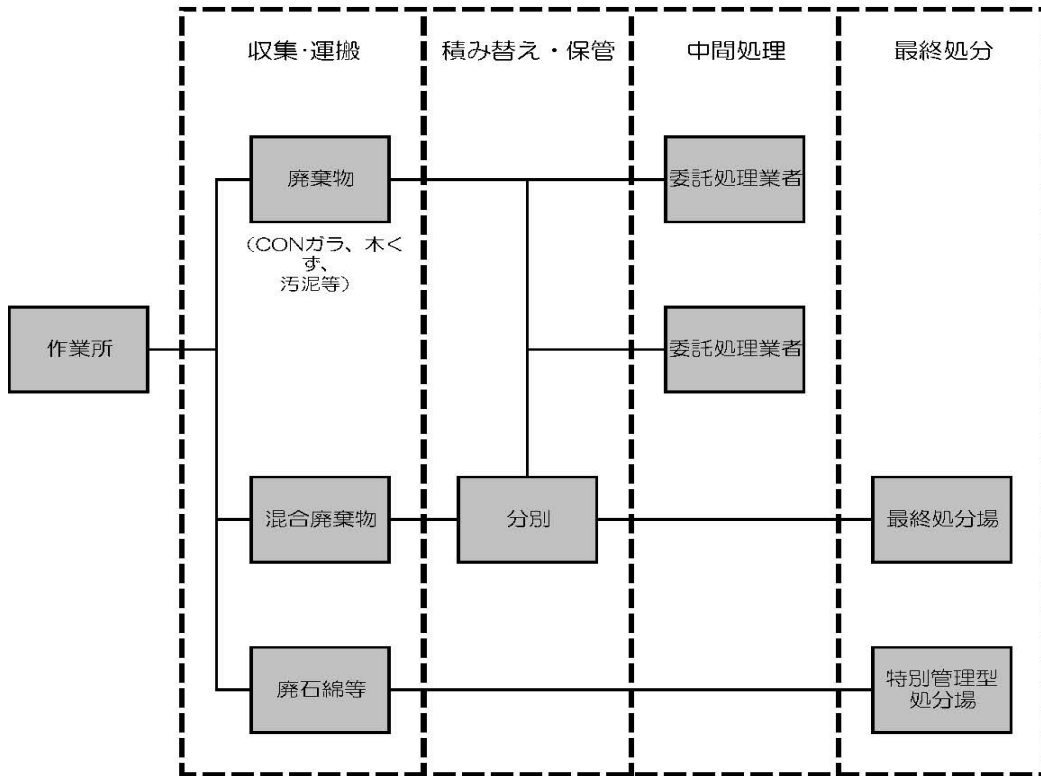 収集･運搬
積み替え・保管
中間処理
最終処分
廃棄物
委託処理業者
（CONガラ、木く
ず、
汚泥等）
作業所
委託処理業者
混合廃棄物
分別
最終処分場
廃石綿等
特別管理型
処分場